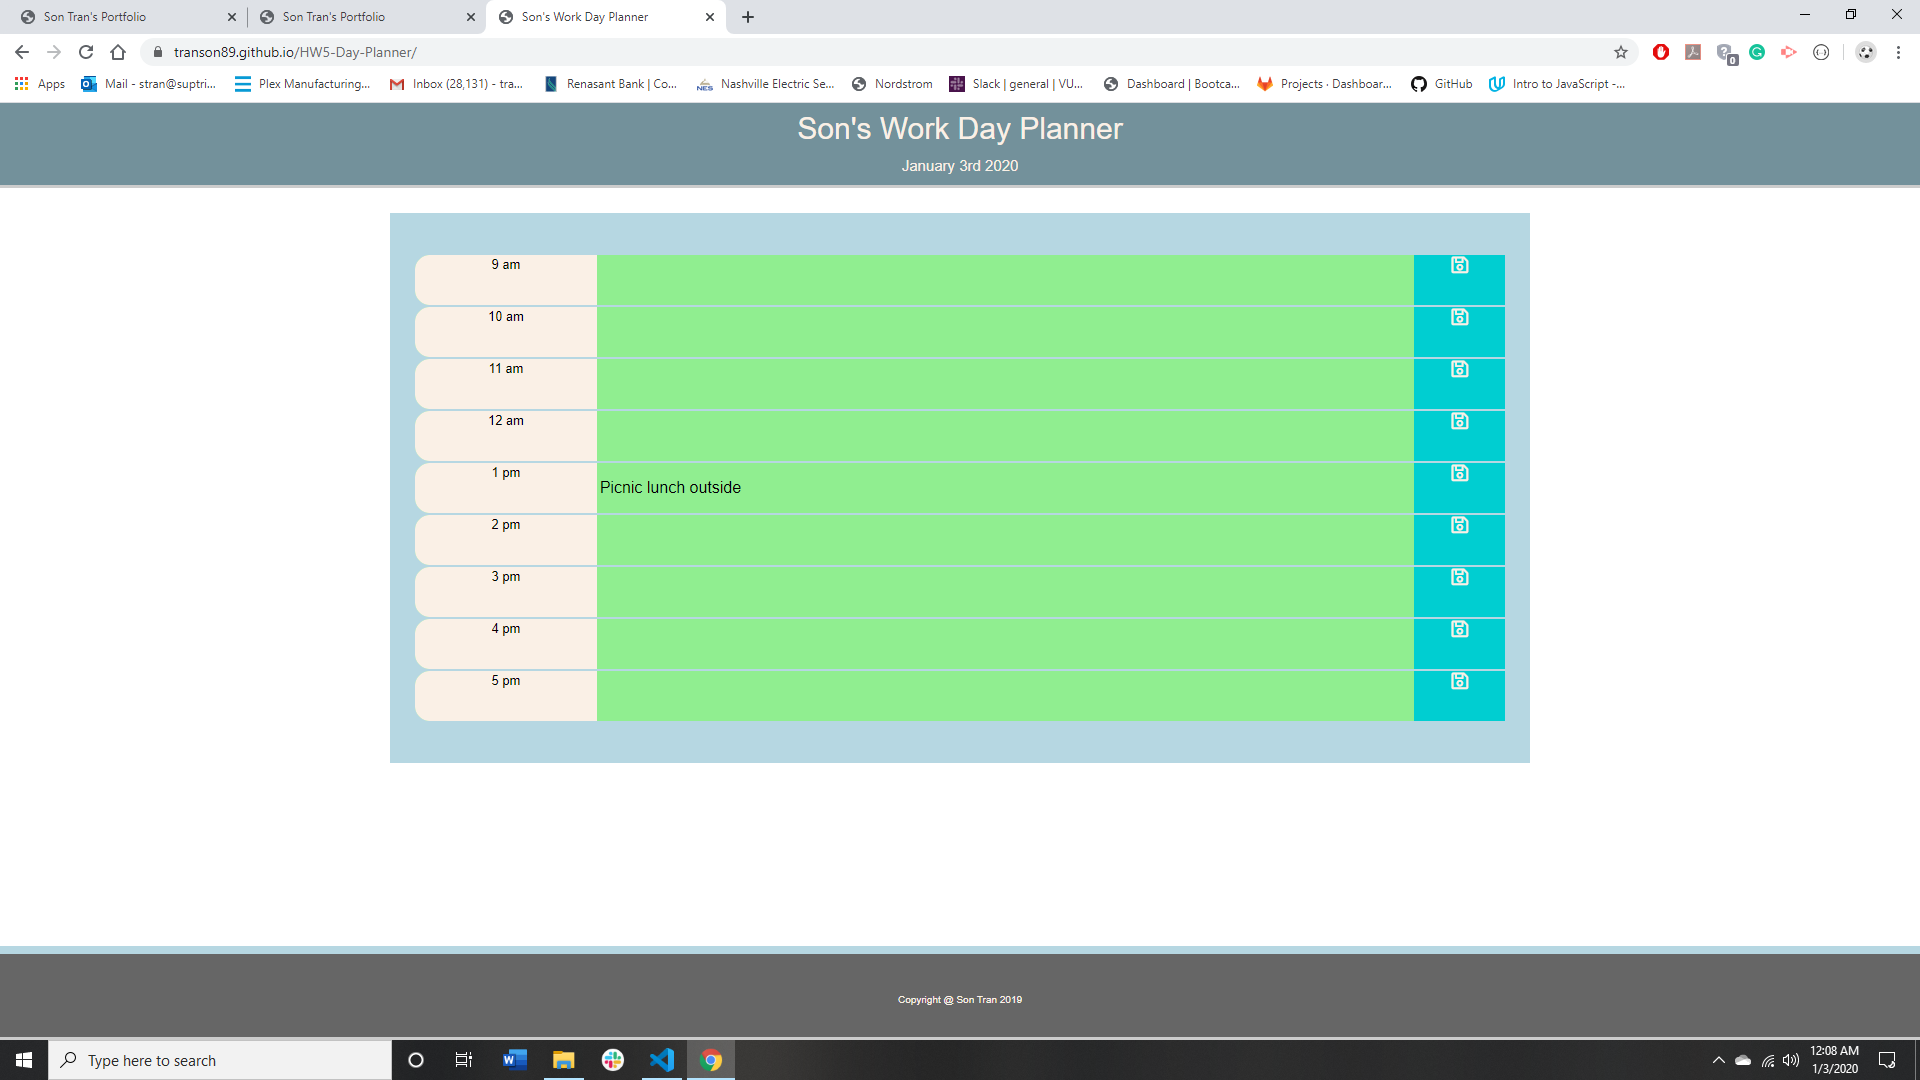 Son Tran's Portfolio
Son Tran's Portfolio
Son's Work Day Planner
transon89.github.io/HW5-Day-Planner/
0
Apps
Mail - stran@suptri...
Plex Manufacturing...
Inbox (28,131) - tra...
Renasant Bank | Co...
NES
Nashville Electric Se...
Nordstrom
Slack | general | VU...
Dashboard | Bootca...
Projects · Dashboar...
GitHub
Intro to JavaScript -...
Son's Work Day Planner
January 3rd 2020
9 am
10 am
11 am
12 am
1 pm
Picnic lunch outside
2 pm
3 pm
4 pm
5 pm
Copyright @ Son Tran 2019
Type here to search
12:08 AM
1/3/2020